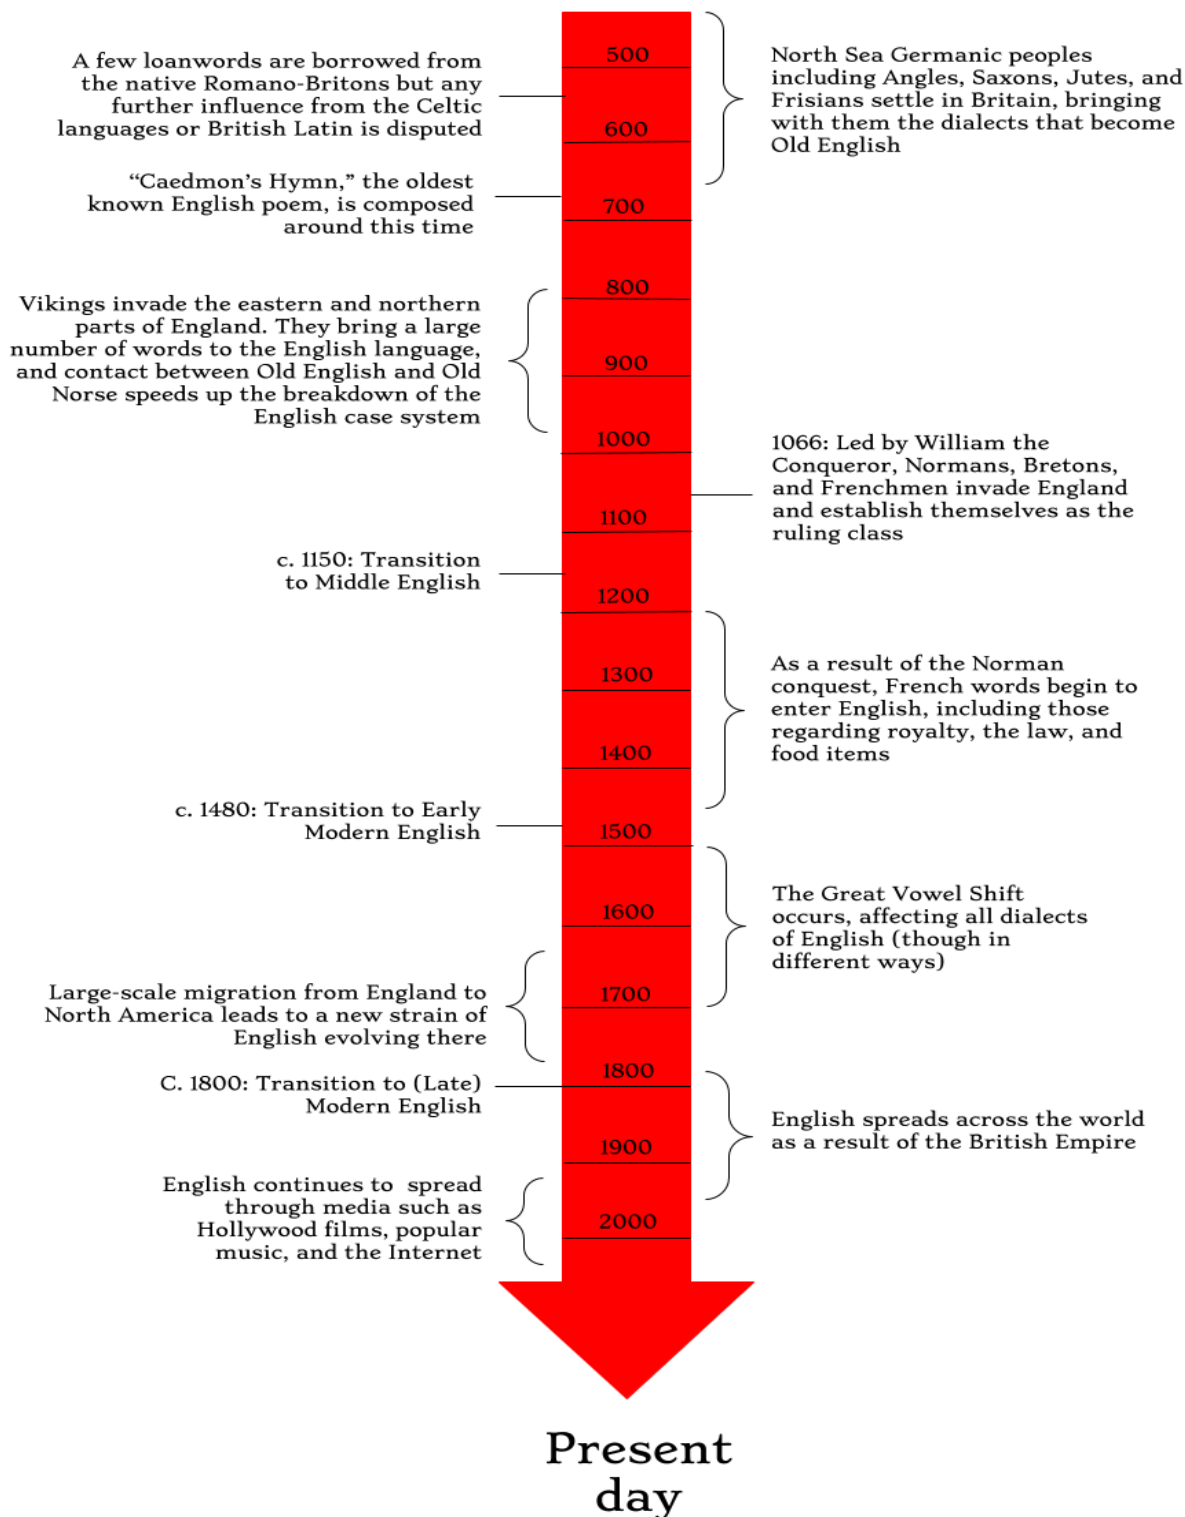 500
A few loanwords are borrowed from
the native Romano-Britons but any
further influence from the Celtic
languages or British Latin is disputed
North Sea Germanic peoples
including Angles, Saxons, Jutes, and
Frisians settle in Britain, bringing
with them the dialects that become
Old English
600
“Caedmon’s Hymn,” the oldest
known English poem, is composed
around this time
700
800
Vikings invade the eastern and northern
parts of England. They bring a large
number of words to the English language,
and contact between Old English and Old
Norse speeds up the breakdown of the
English case system
900
1000
1066: Led by William the
Conqueror, Normans, Bretons,
and Frenchmen invade England
and establish themselves as the
ruling class
1100
c. 1150: Transition
to Middle English
1200
1300
As a result of the Norman
conquest, French words begin to
enter English, including those
regarding royalty, the law, and
food items
1400
c. 1480: Transition to Early
Modern English
1500
The Great Vowel Shift
occurs, affecting all dialects
of English (though in
different ways)
1600
Large-scale migration from England to
North America leads to a new strain of
English evolving there
1700
1800
C. 1800: Transition to (Late)
Modern English
English spreads across the world
as a result of the British Empire
1900
English continues to  spread
through media such as
Hollywood films, popular
music, and the Internet
2000
Present
day